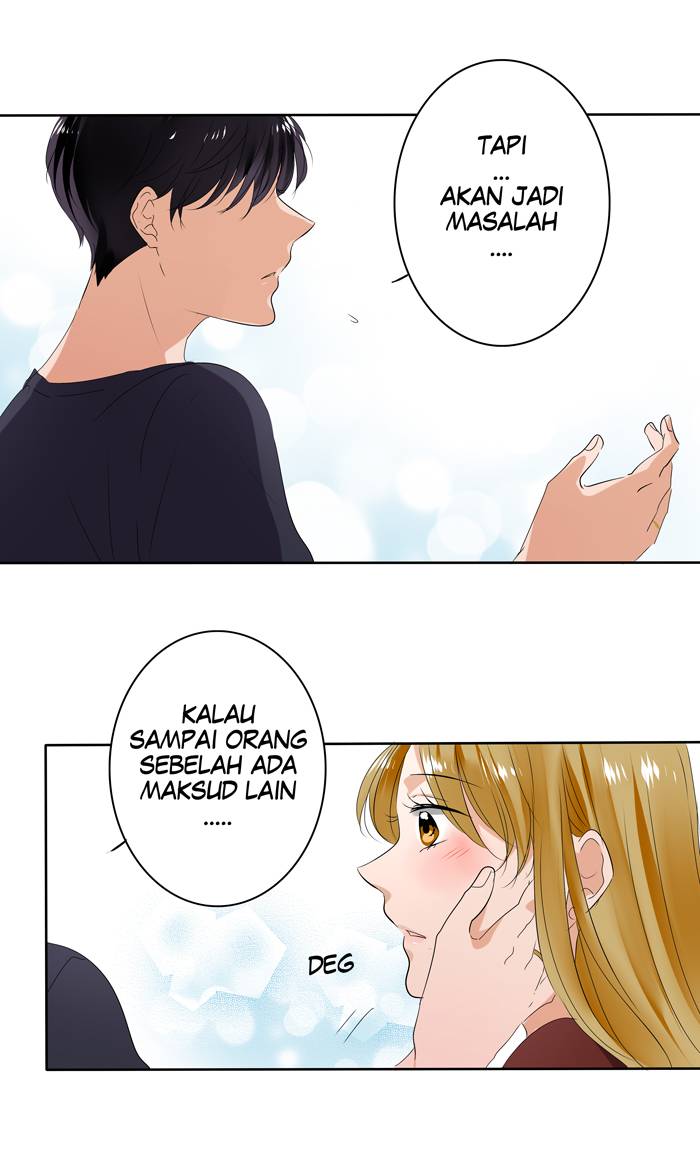 TAPI
...
AKAN JADI
MASALAH
....
KALAU
SAMPAI ORANG
SEBELAH ADA
MAKSUD LAIN
.....
DEG